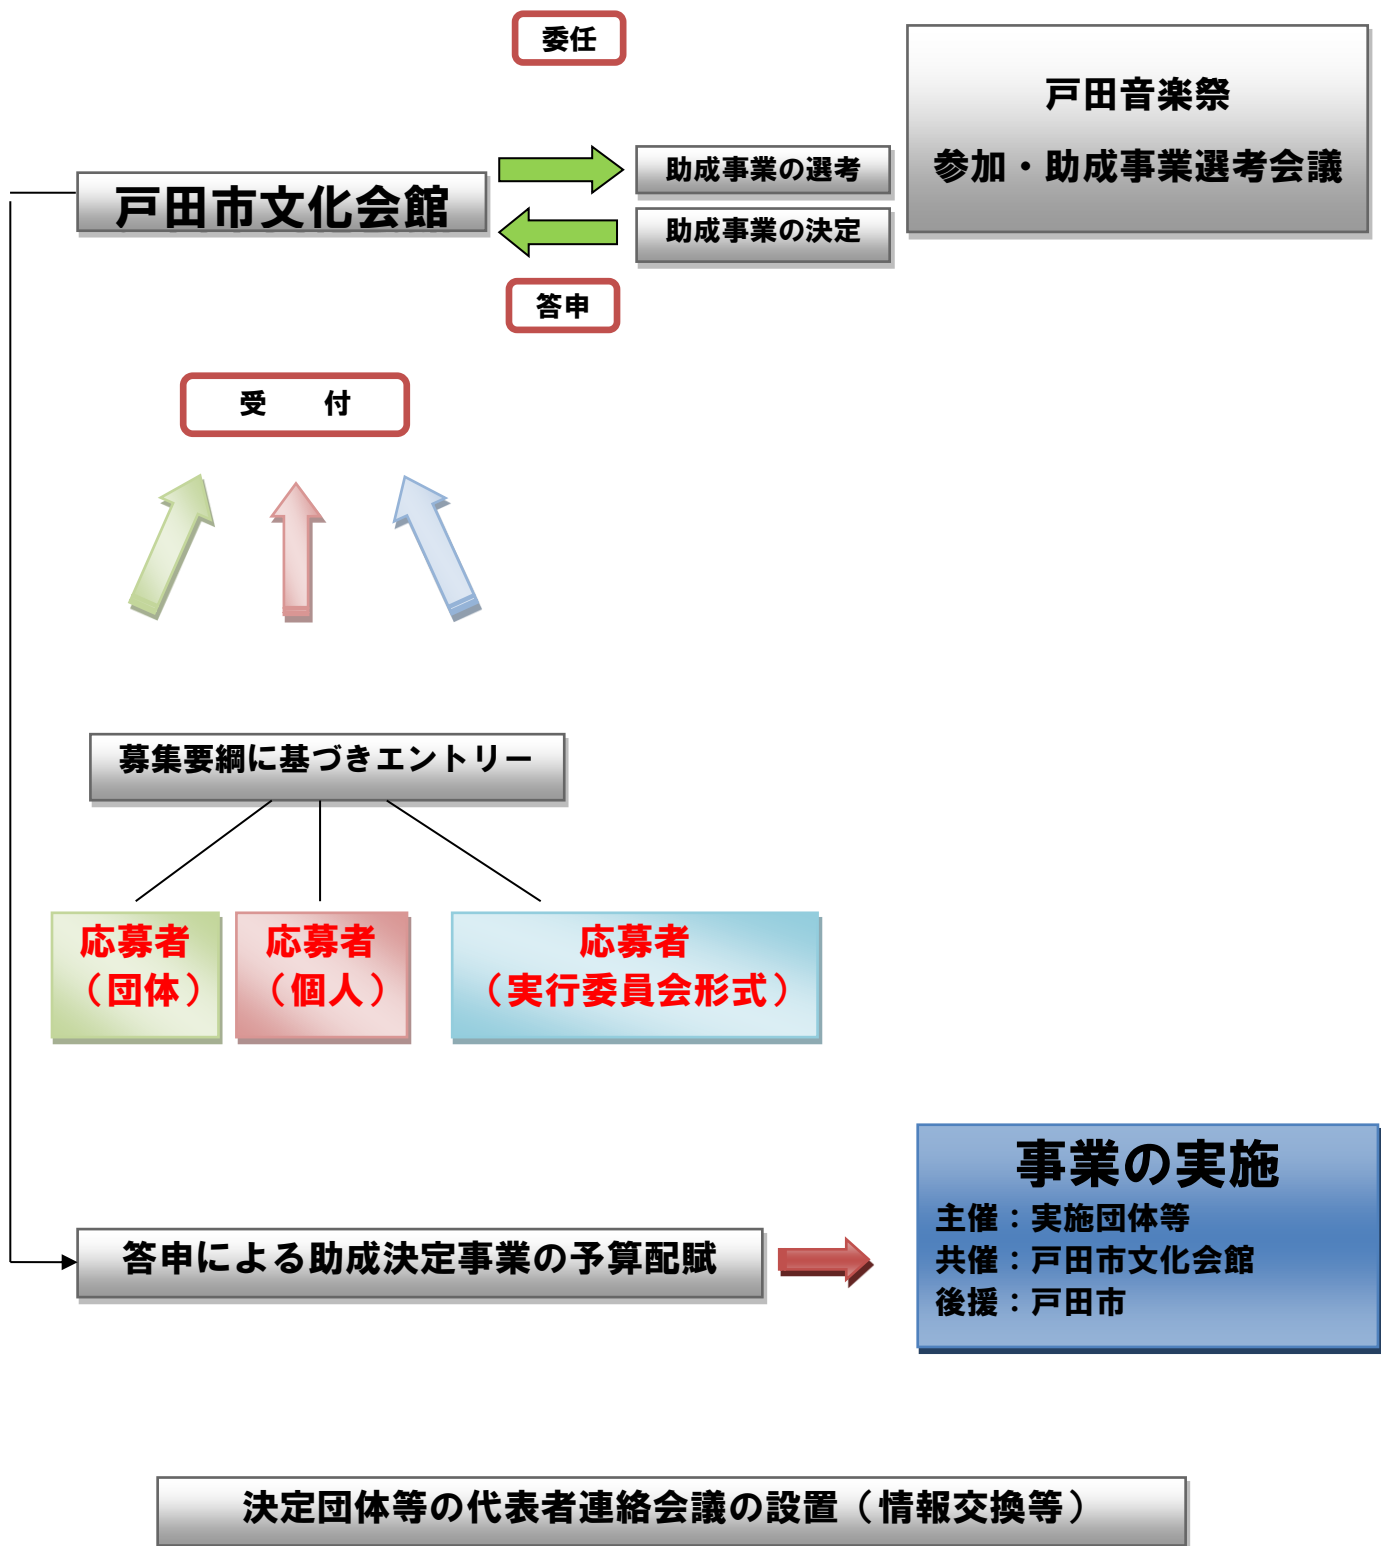 委任
戸田音楽祭
参加・助成事業選考会議
助成事業の選考
戸田市文化会館
助成事業の決定
答申
受　　付
募集要綱に基づきエントリー
応募者
（団体）
応募者
（個人）
応募者
（実行委員会形式）
事業の実施
主催：実施団体等
共催：戸田市文化会館
後援：戸田市
答申による助成決定事業の予算配賦
決定団体等の代表者連絡会議の設置（情報交換等）